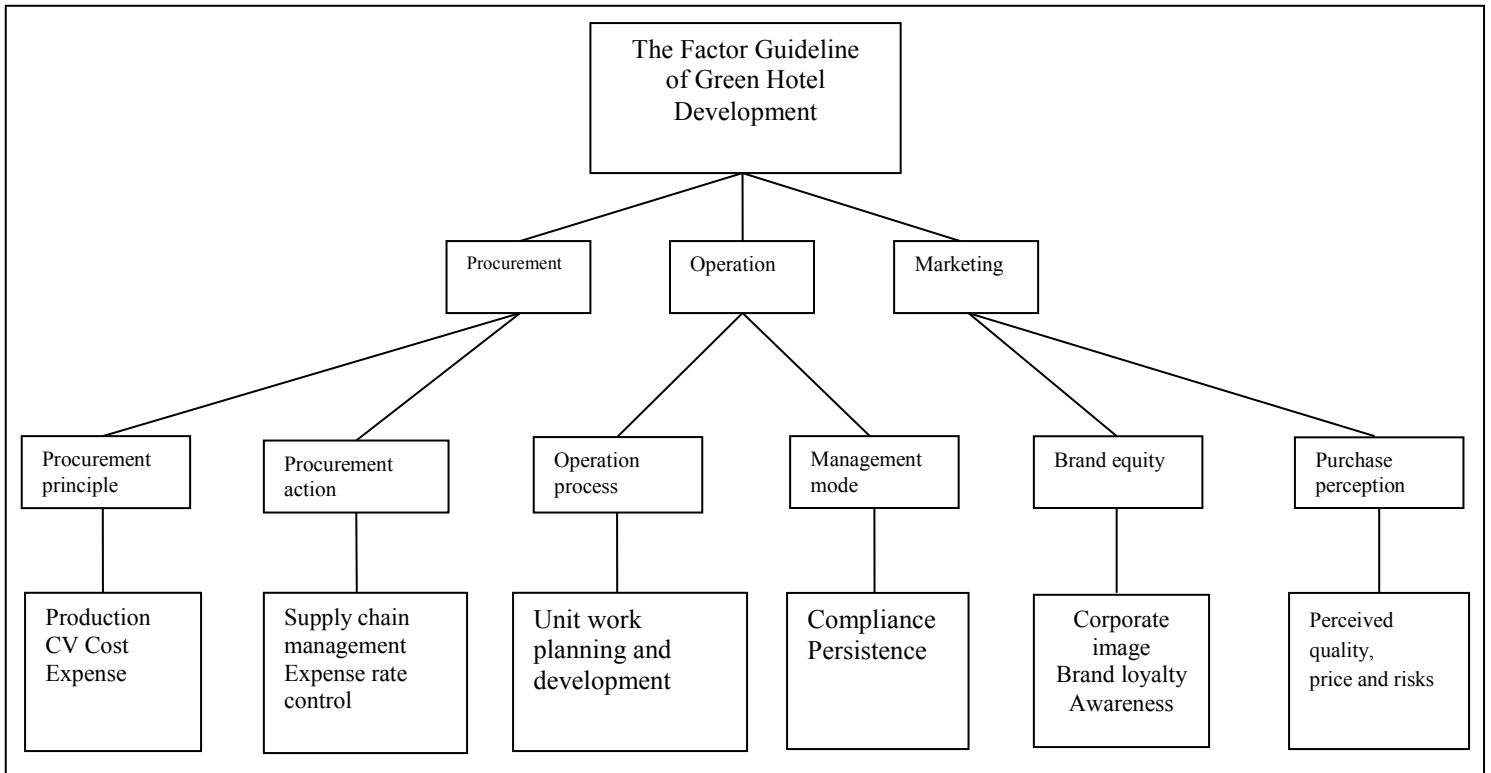 The Factor Guideline
of Green Hotel
Development
Procurement
Operation
Marketing
Procurement
principle
Procurement
action
Operation
process
Management
mode
Brand equity
Purchase
perception
Production
CV Cost
Expense
Supply chain
management
Expense rate
control
Unit work
planning and
development
Compliance
Persistence
Corporate
image
Brand loyalty
Awareness
Perceived
quality,
price and risks